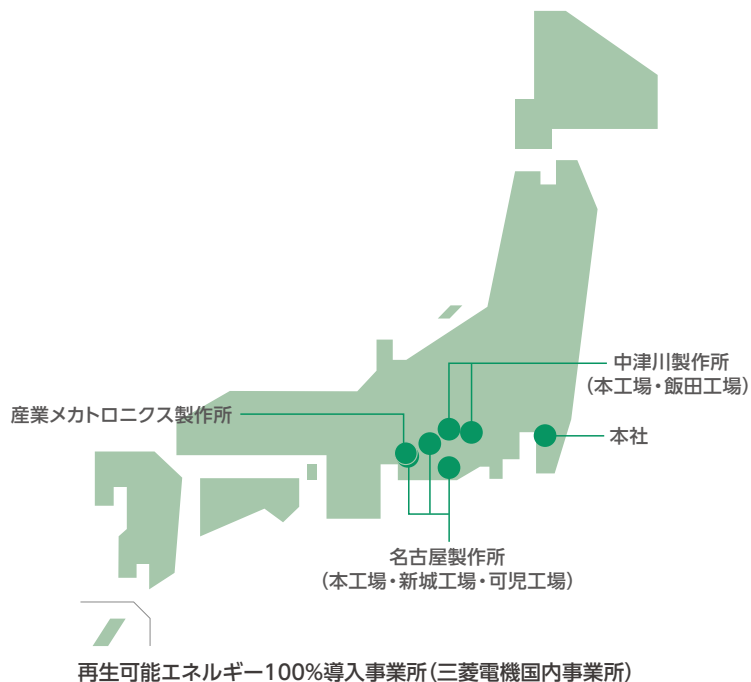 中津川製作所
(本工場・飯田工場)
産業メカトロニクス製作所
本社
名古屋製作所
(本工場・新城工場・可児工場)
再生可能エネルギー100%導入事業所(三菱電機国内事業所)